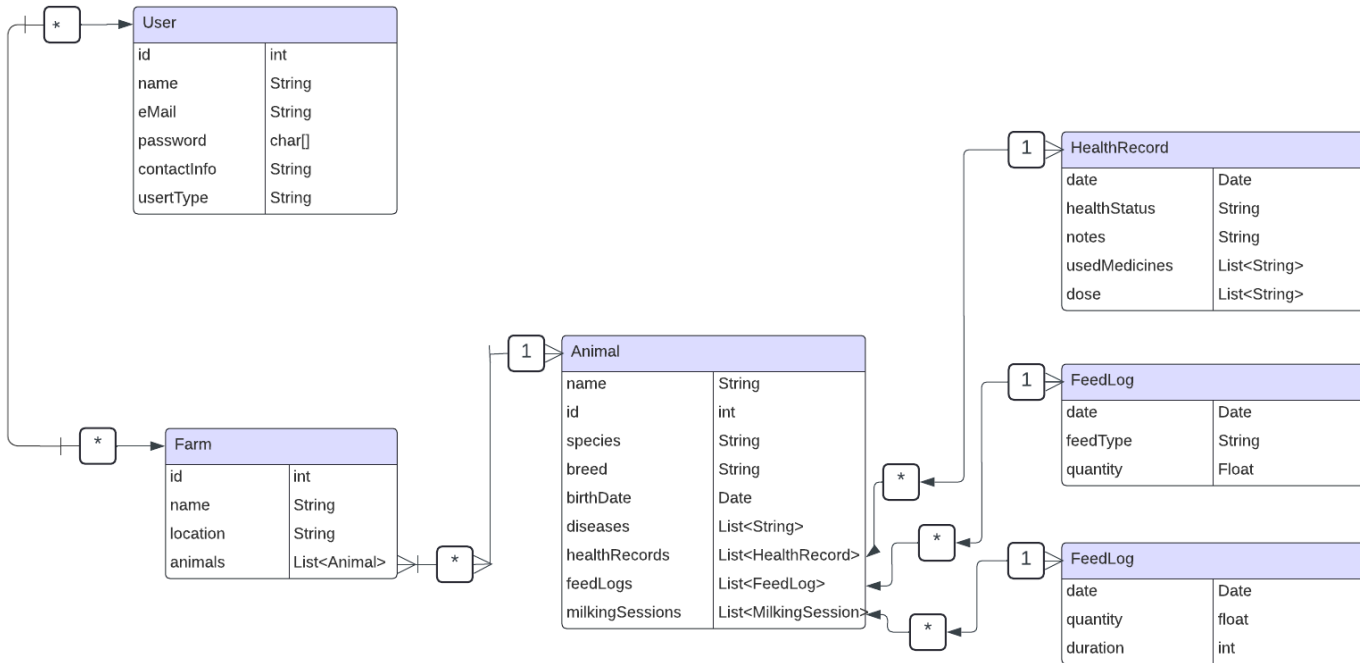 *
User
id int
name String
eMail String
password char[]
contactInfo String
usertType String
1
HealthRecord
date Date
healthStatus String
notes String
usedMedicines List<String>
dose List<String>
1
Animal
name String
id int
species String
breed String
birthDate Date
diseases List<String>
healthRecords List<HealthRecord>
feedLogs List<FeedLog>
milkingSessions List<MilkingSession>
*
Farm
id int
name String
location String
animals List<Animal>
*
*
*
*
1
FeedLog
date Date
feedType String
quantity Float
1
FeedLog
date Date
quantity float
duration int